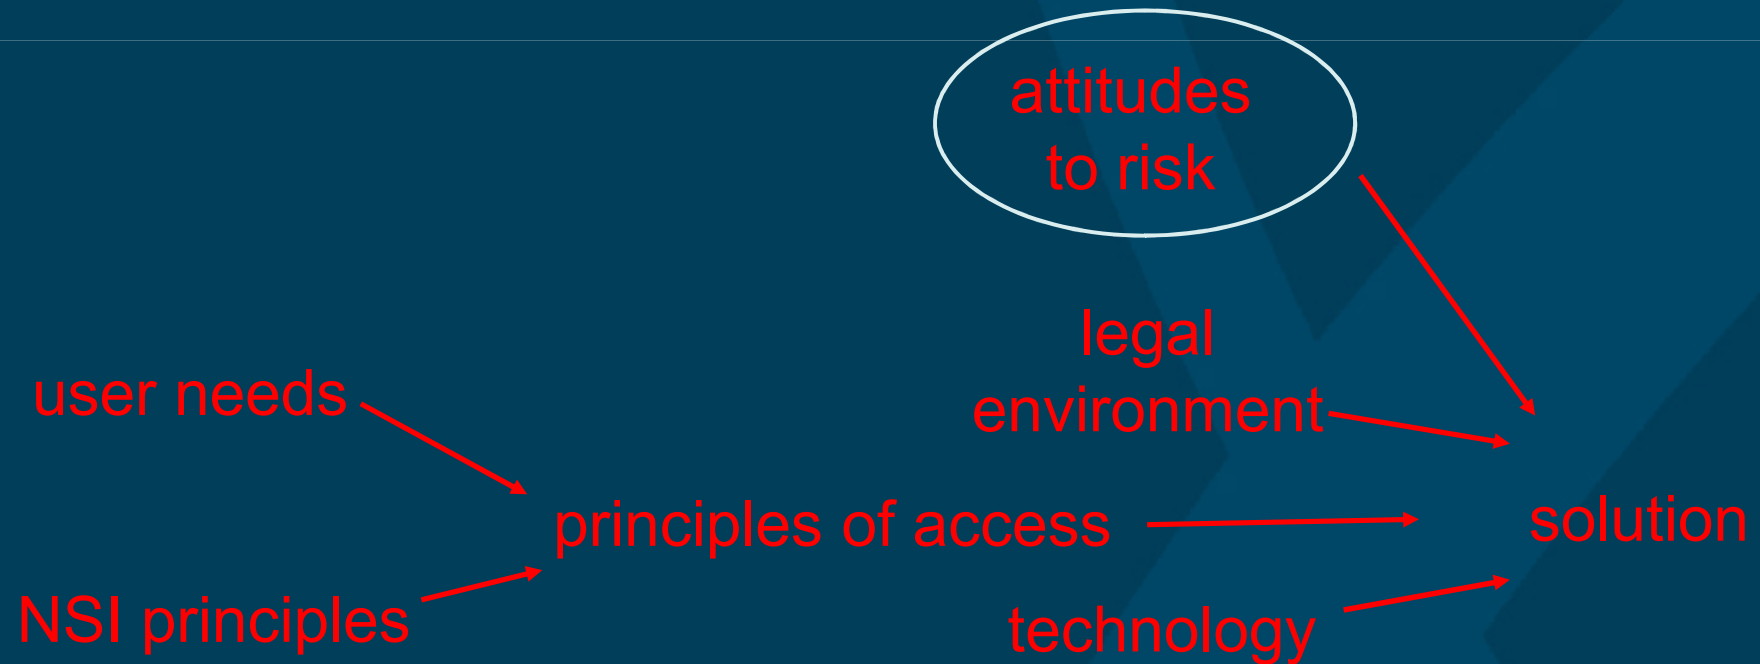 attitudes
to risk
legal
environment
user needs
principles of access
solution
NSI principles
technology